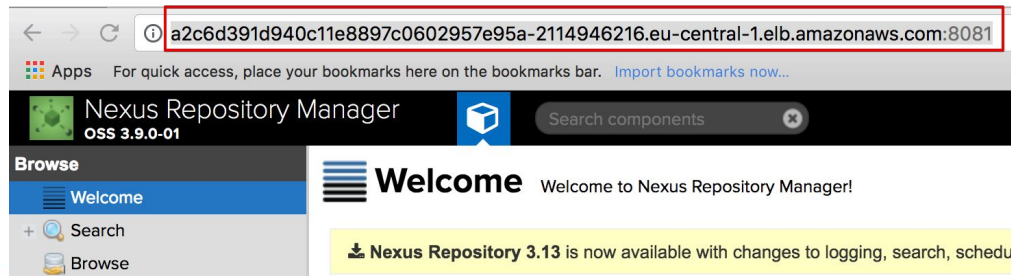 a2c6d391d940c11e8897c0602957e95a-2114946216.eu-central-1.elb.amazonaws.com:8081
Apps For quick access, place your bookmarks here on the bookmarks bar. Import bookmarks now...
Nexus Repository Manager
OSS 3.9.0-01
Search components
Browse
Welcome
Search
Browse
Welcome Welcome to Nexus Repository Manager!
Nexus Repository 3.13 is now available with changes to logging, search, schedu